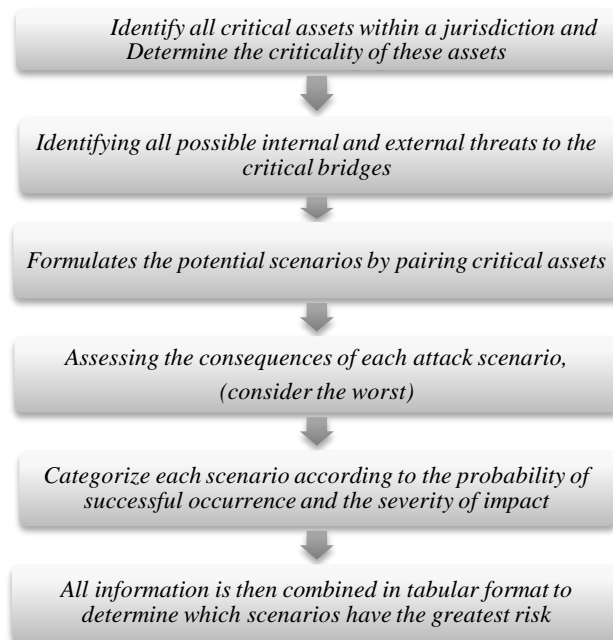 Identify all critical assets within a jurisdiction and
Determine the criticality of these assets
Identifying all possible internal and external threats to the
critical bridges
Formulates the potential scenarios by pairing critical assets
Assessing the consequences of each attack scenario,
(consider the worst)
Categorize each scenario according to the probability of
successful occurrence and the severity of impact
All information is then combined in tabular format to
determine which scenarios have the greatest risk